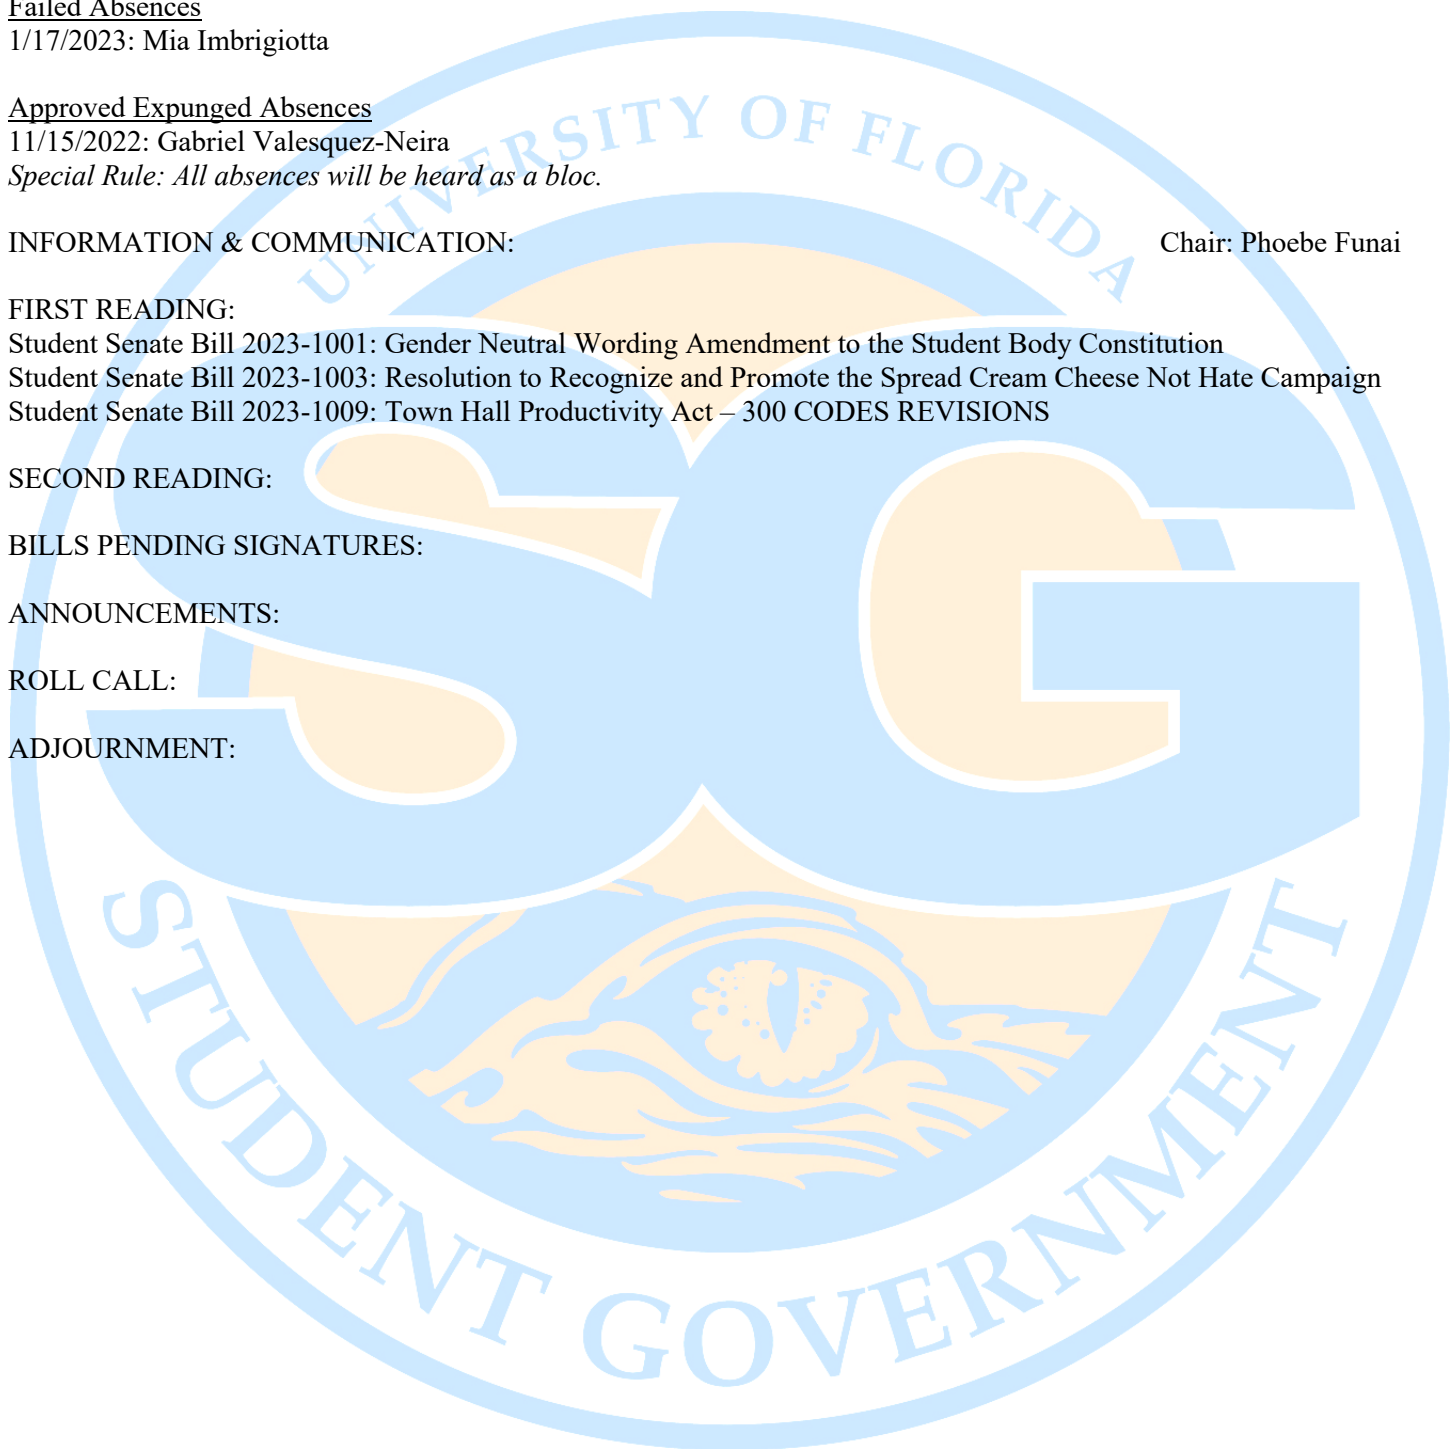 Failed Absences
1/17/2023: Mia Imbrigiotta
Approved Expunged Absences
11/15/2022: Gabriel Valesquez-Neira
Special Rule: All absences will be heard as a bloc.
INFORMATION & COMMUNICATION: Chair: Phoebe Funai
FIRST READING:
Student Senate Bill 2023-1001: Gender Neutral Wording Amendment to the Student Body Constitution
Student Senate Bill 2023-1003: Resolution to Recognize and Promote the Spread Cream Cheese Not Hate Campaign
Student Senate Bill 2023-1009: Town Hall Productivity Act – 300 CODES REVISIONS
SECOND READING:
BILLS PENDING SIGNATURES:
ANNOUNCEMENTS:
ROLL CALL:
ADJOURNMENT:
UNIVERSITY OF FLORIDA
SG
STUDENT GOVERNMENT